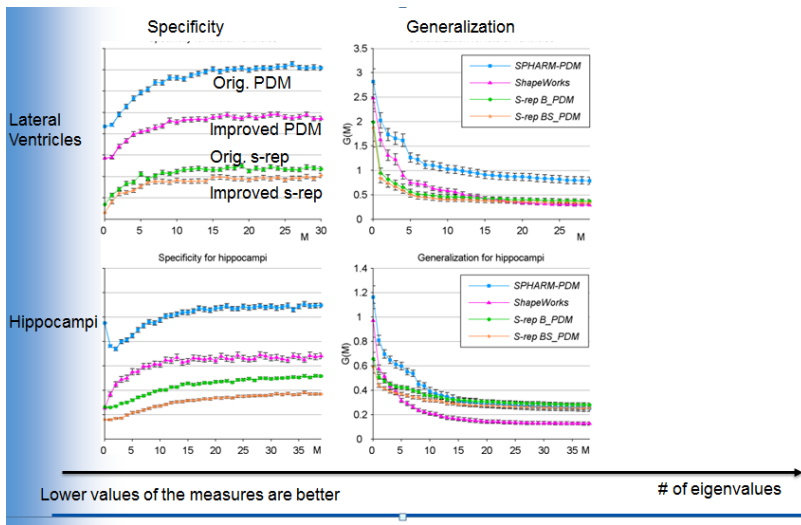 Specificity
Generalization
Lateral
Ventricles
Orig. PDM
Improved PDM
Orig. s-rep
Improved s-rep
0 5 10 15 20 25 30
M
G(M)
4
3.5
3
2.5
2
1.5
1
0.5
0
0 5 10 15 20 25
M
SPHARM-PDM
ShapeWorks
S-rep B_PDM
S-rep BS_PDM
Hippocampi
Specificity for hippocampi
0 5 10 15 20 25 30 35 M
Generalization for hippocampi
G(M)
1.4
1.2
1
0.8
0.6
0.4
0.2
0
0 5 10 15 20 25 30 35 M
SPHARM-PDM
ShapeWorks
S-rep B_PDM
S-rep BS_PDM
Lower values of the measures are better
# of eigenvalues